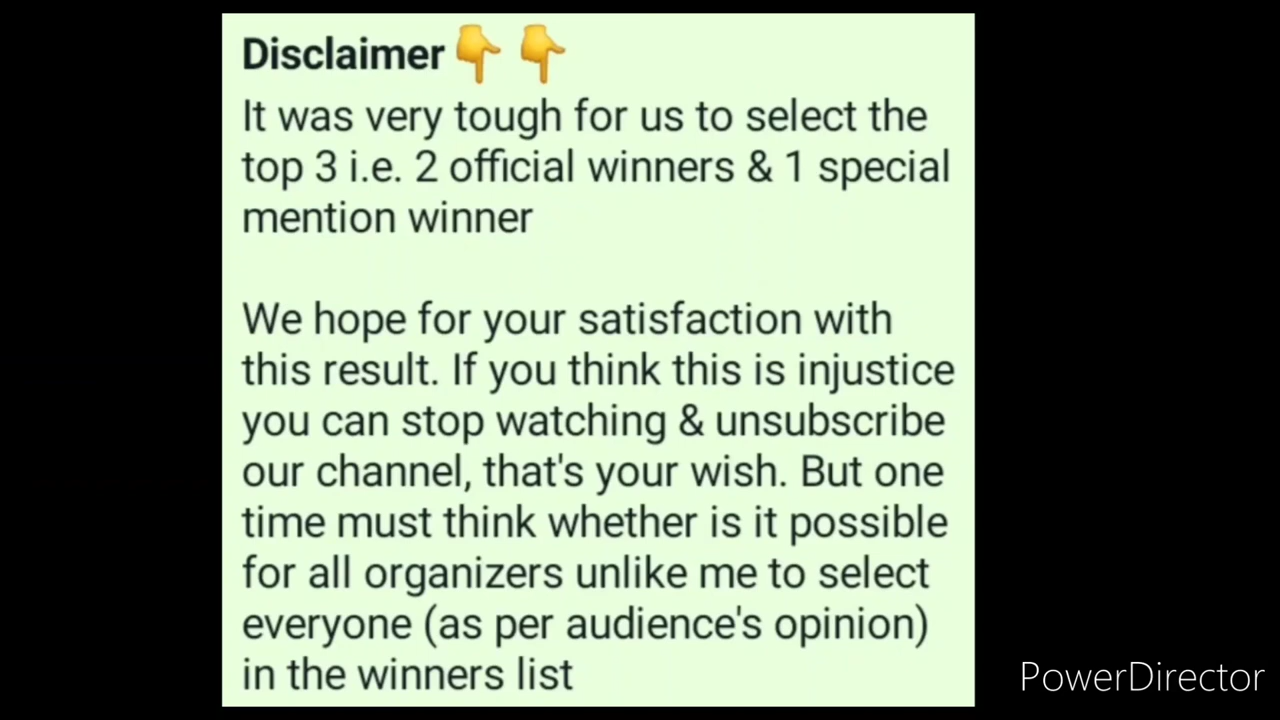 Disclaimer👇👇
It was very tough for us to select the
top 3 i.e. 2 official winners & 1 special
mention winner
We hope for your satisfaction with
this result. If you think this is injustice
you can stop watching & unsubscribe
our channel, that's your wish. But one
time must think whether is it possible
for all organizers unlike me to select
everyone (as per audience's opinion)
in the winners list
PowerDirector